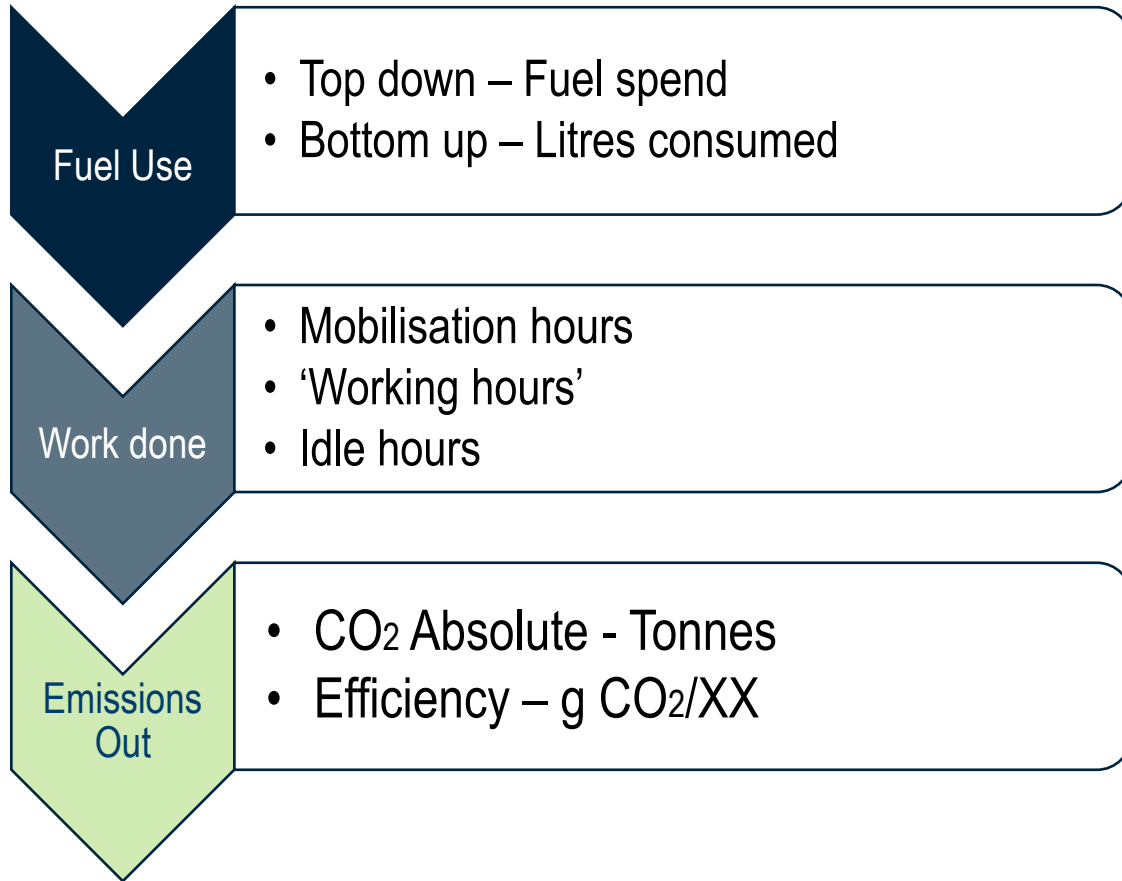 Fuel Use
• Top down – Fuel spend
• Bottom up – Litres consumed
Work done
• Mobilisation hours
• ‘Working hours’
• Idle hours
Emissions
Out
• CO2 Absolute - Tonnes
• Efficiency – g CO2/XX